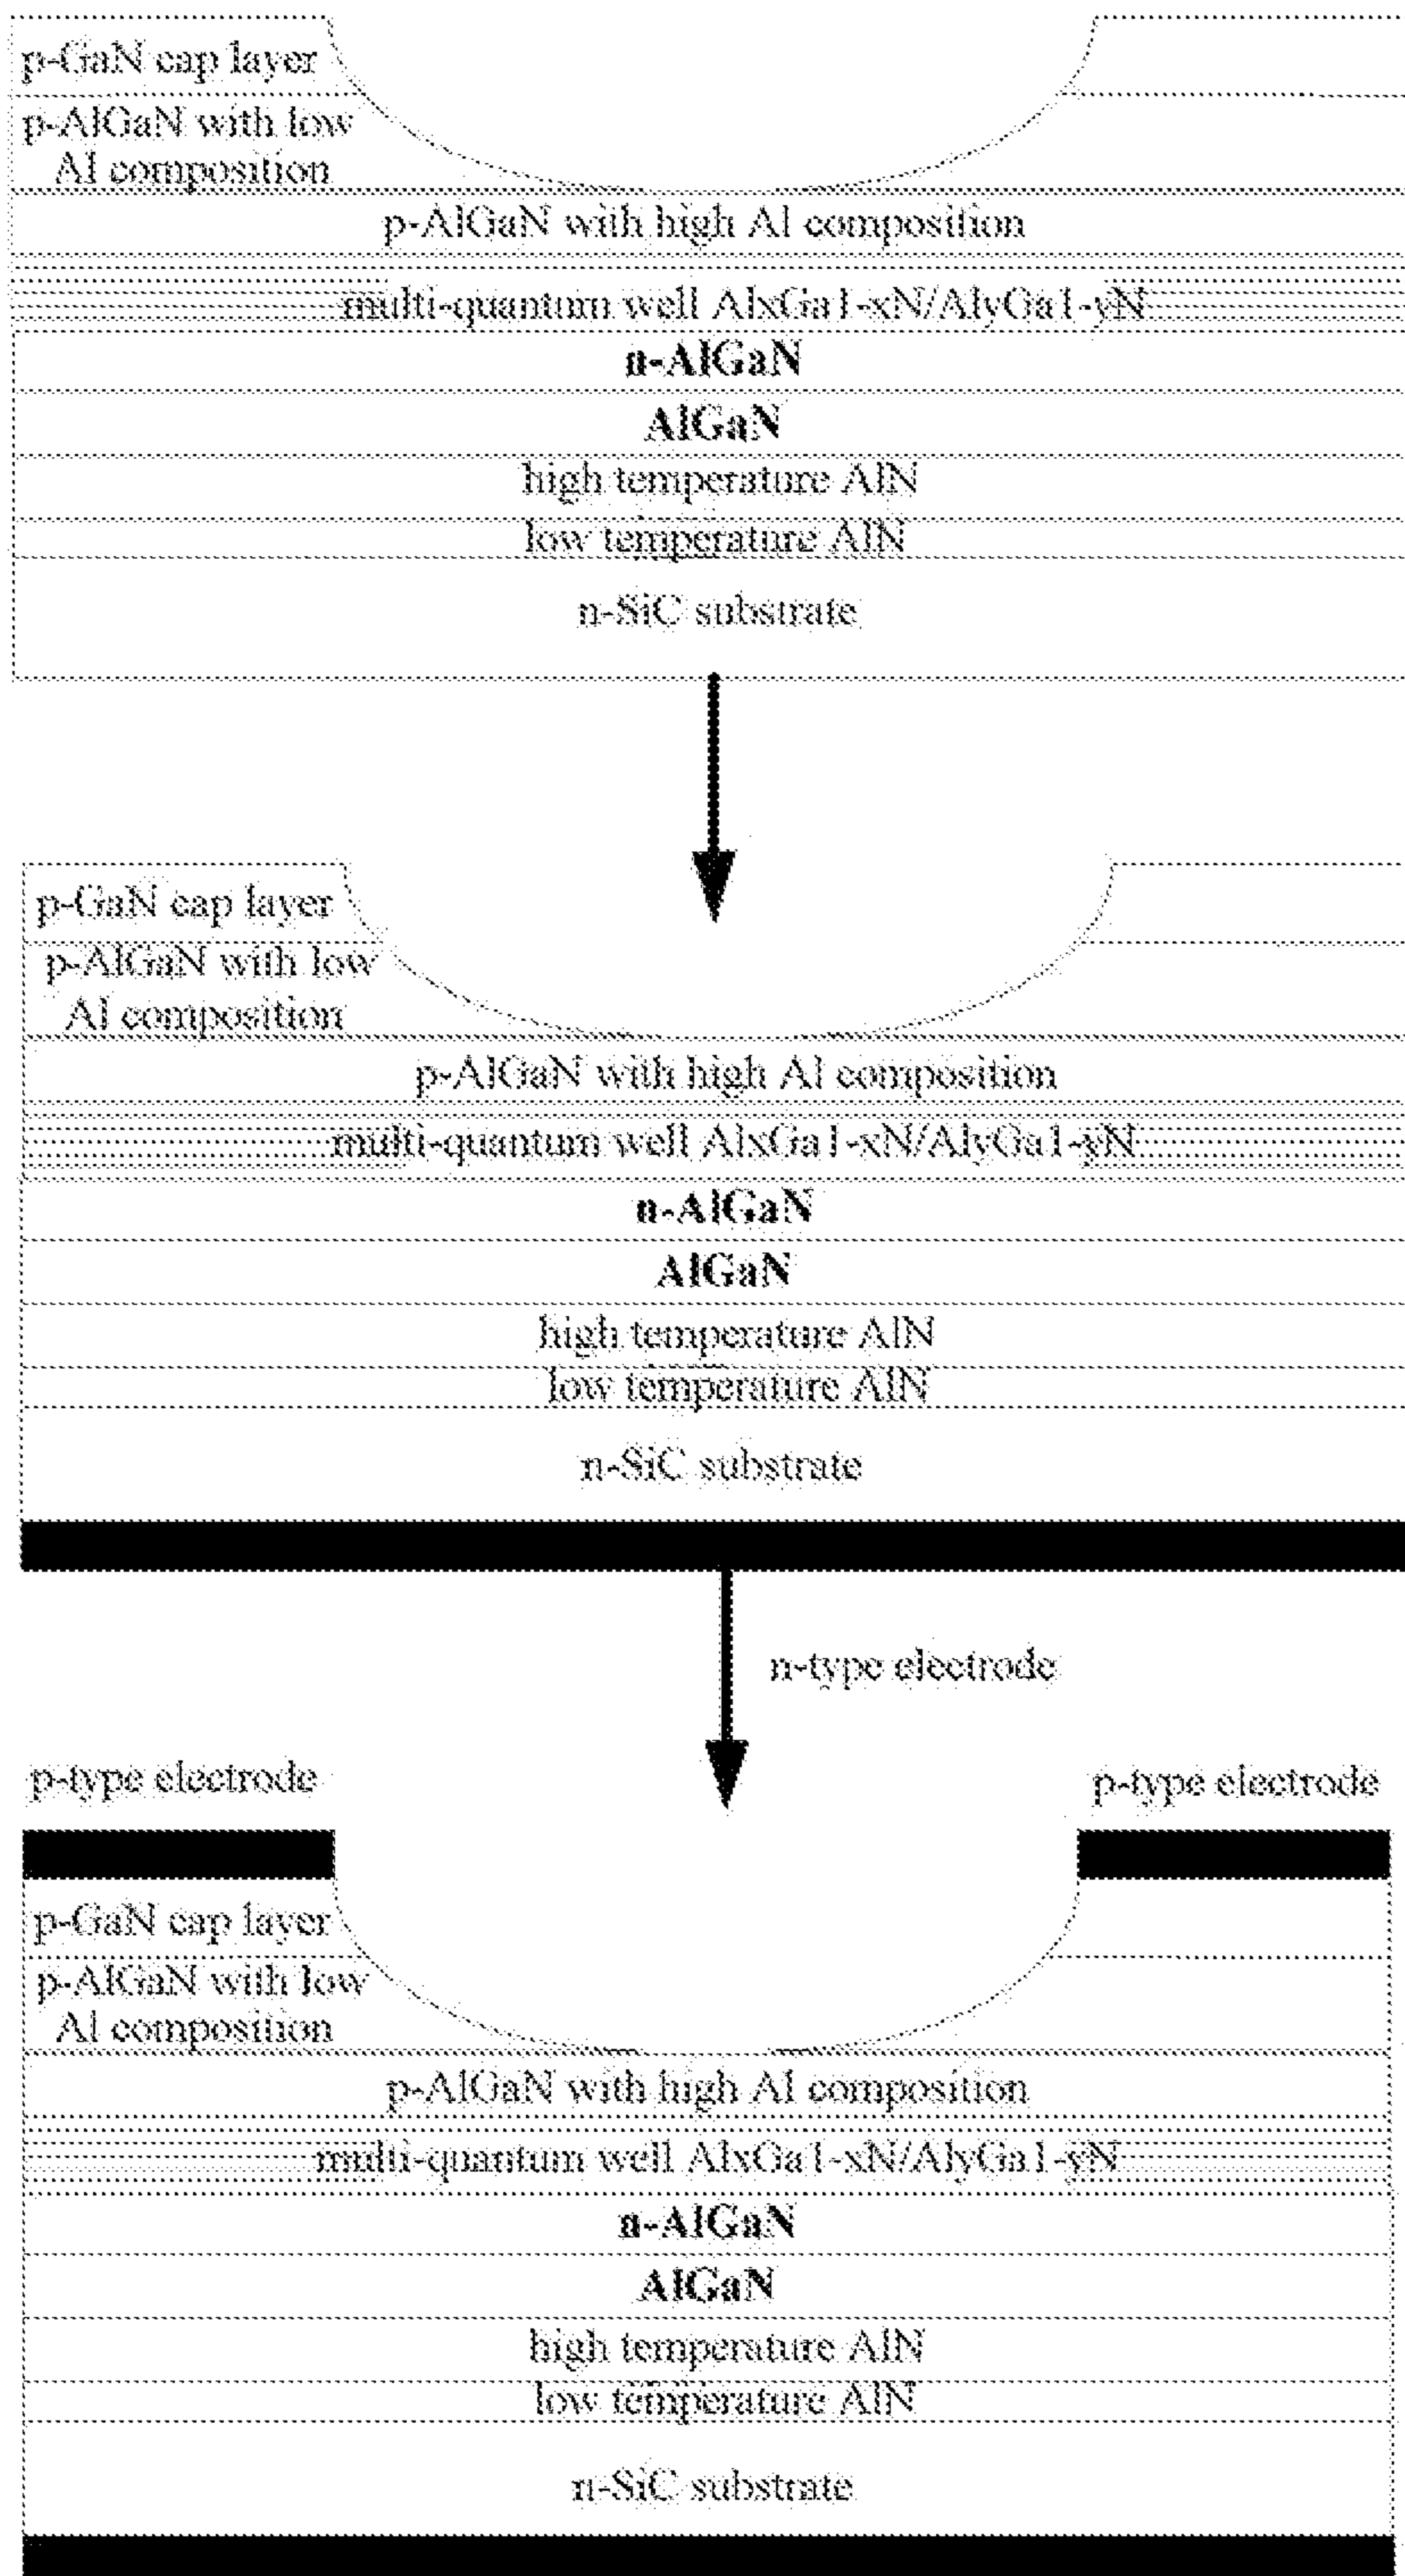 p-GaN cap layer
p-AlGaN with low
Al composition
p-AlGaN with high Al composition
multi-quantum well AlxGa1-xN/AlyGa1-yN
n-AlGaN
AlGaN
high temperature AlN
low temperature AlN
n-SiC substrate
p-GaN cap layer
p-AlGaN with low
Al composition
p-AlGaN with high Al composition
multi-quantum well AlxGa1-xN/AlyGa1-yN
n-AlGaN
AlGaN
high temperature AlN
low temperature AlN
n-SiC substrate
n-type electrode
p-type electrode
p-type electrode
p-GaN cap layer
p-AlGaN with low
Al composition
p-AlGaN with high Al composition
multi-quantum well AlxGa1-xN/AlyGa1-yN
n-AlGaN
AlGaN
high temperature AlN
low temperature AlN
n-SiC substrate